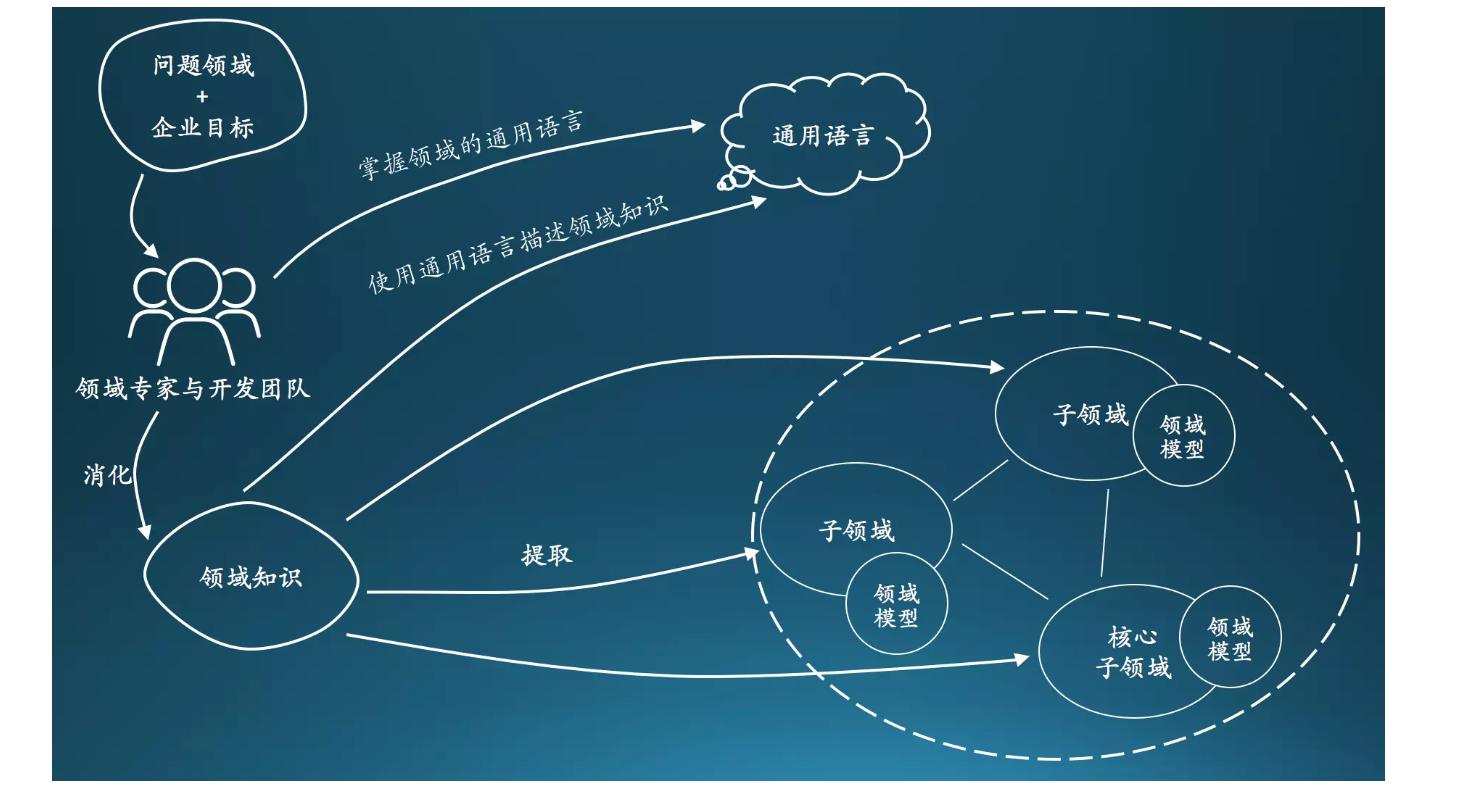 问题领域
+
企业目标
掌握领域的通用语言
通用语言
使用通用语言描述领域知识
领域专家与开发团队
消化
领域知识
提取
子领域
领域
模型
子领域
领域
模型
核心
子领域
领域
模型